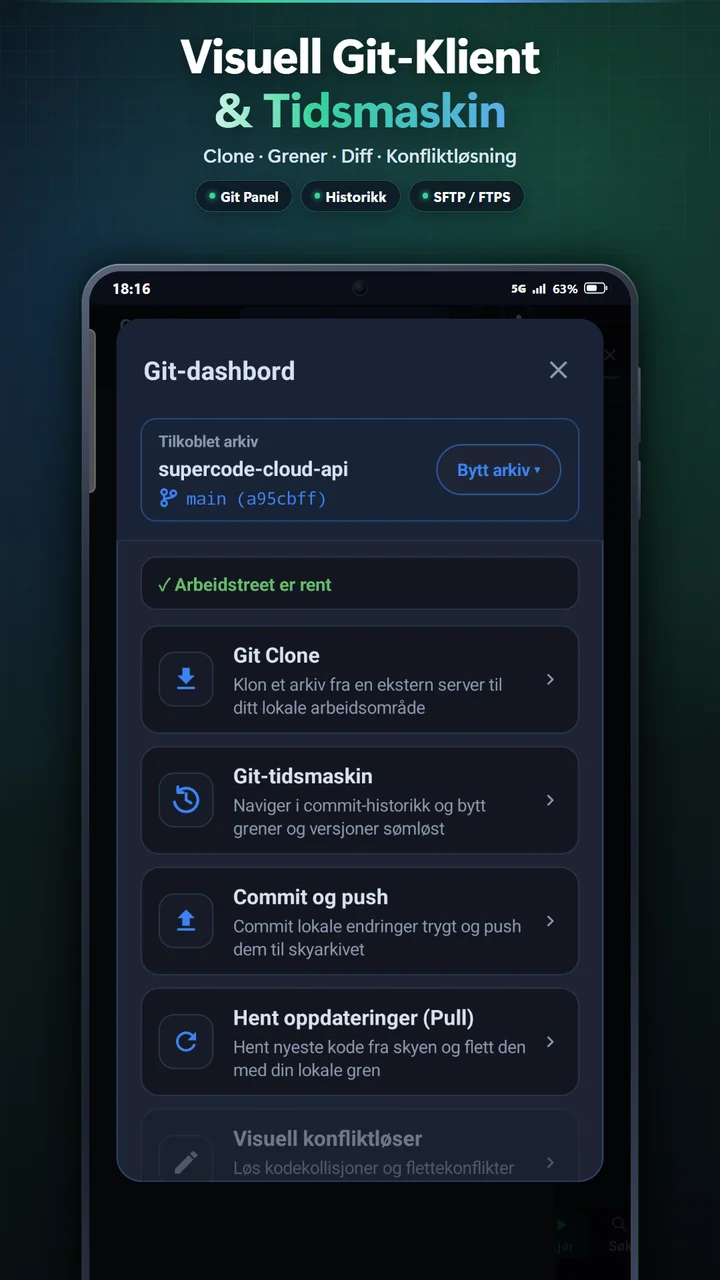 Visuell Git-Klient
& Tidsmaskin
Clone · Grener · Diff · Konfliktløsning
Git Panel
Historikk
SFTP / FTPS
18:16
5G
63%
Git-dashbord
Tilkoblet arkiv
supercode-cloud-api
main (a95cbff)
Bytt arkiv ▾
✓ Arbeidstreet er rent
Git Clone
Klon et arkiv fra en ekstern server til
ditt lokale arbeidsområde
Git-tidsmaskin
Naviger i commit-historikk og bytt
grener og versjoner sømløst
Commit og push
Commit lokale endringer trygt og push
dem til skyarkivet
Hent oppdateringer (Pull)
Hent nyeste kode fra skyen og flett den
med din lokale gren
Visuell konfliktløser
Løs kodekollisjoner og flettekonflikter